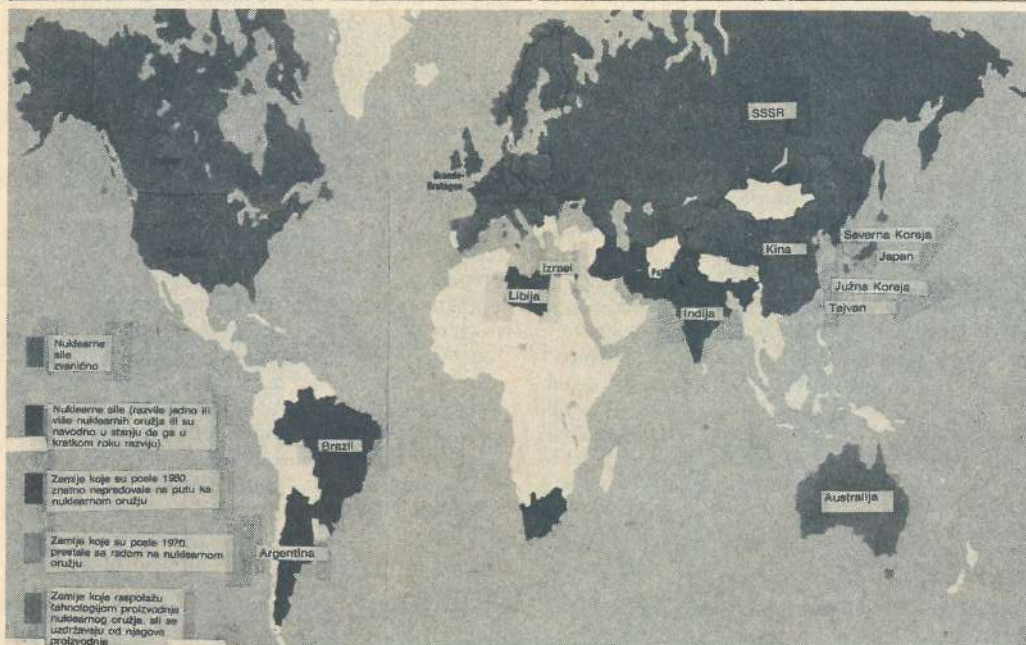 SSSR
Grande-
Bretagne
Severna Koreja
Kina
Japan
Izrael
Libija
Južna Koreja
Indija
Tajvan
Nuklearne
sile
zvanično
Nuklearne sile (razvile jedno ili
više nuklearnih oružja ili su
navodno u stanju da ga u
kratkom roku razviju)
Brazil
Zemlje koje su posle 1980.
znatno napredovale na putu ka
nuklearnom oružju
Australija
Zemlje koje su posle 1970.
prestale sa radom na nuklearnom
oružju
Argentina
Zemlje koje raspolažu
tehnologijom proizvodnje
nuklearnog oružja, ali se
uzdržavaju od njegove
proizvodnje